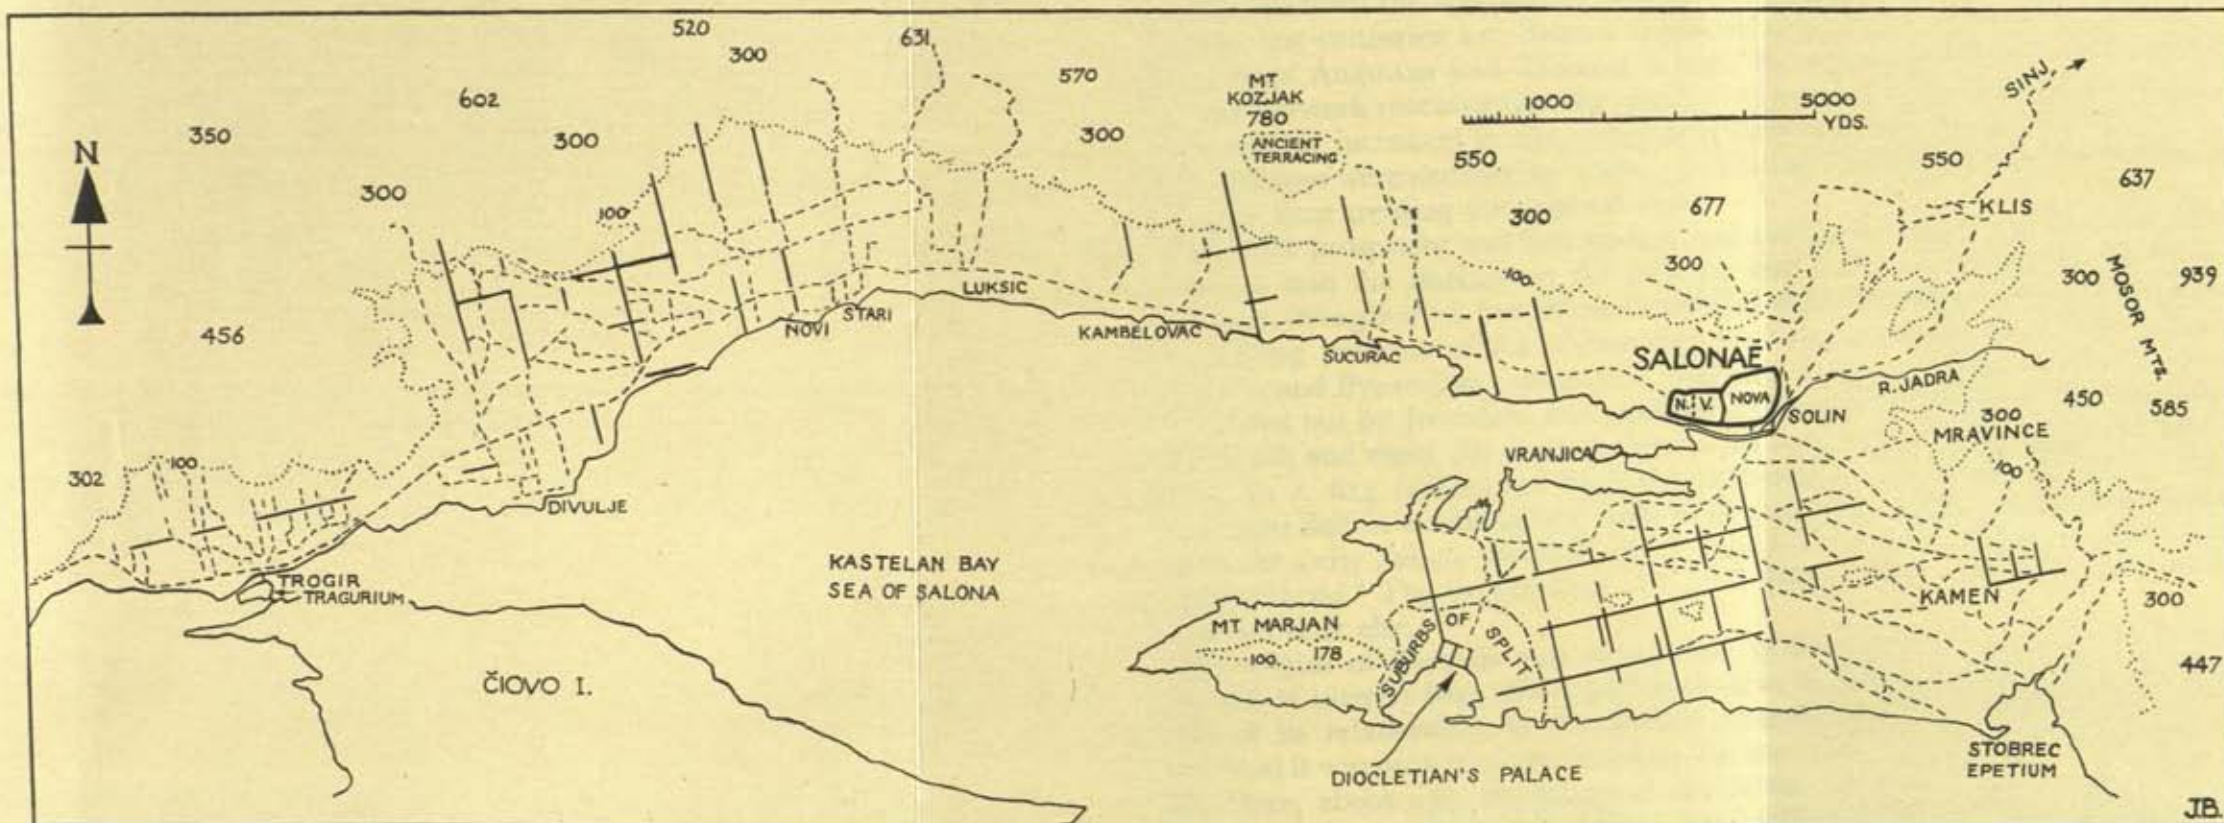 520
300
631
570
602
350
300
300
MT
KOZJAK
780
ANCIENT
TERRACING
300
1000
5000
YDS.
SINJ
550
550
637
N
300
100
300
677
KLIS
300
100
300
MOSOR MTS.
939
456
LUKSIC
STARI
NOVI
KAMBELOVAC
SUCURAC
SALONAE
N. V. NOVA
SOLIN
R. JADRA
450
585
300
MRAVINCE
100
VRANJICA
302
100
DIVULJE
KASTELAN BAY
SEA OF SALONA
TROGIR
TRAGURIUM
ČIOVO I.
MT MARJAN
100. 178
SUBURBS OF SPLIT
KAMEN
300
447
DIOCLETIAN'S PALACE
STOBREC
EPETIUM
J.B.